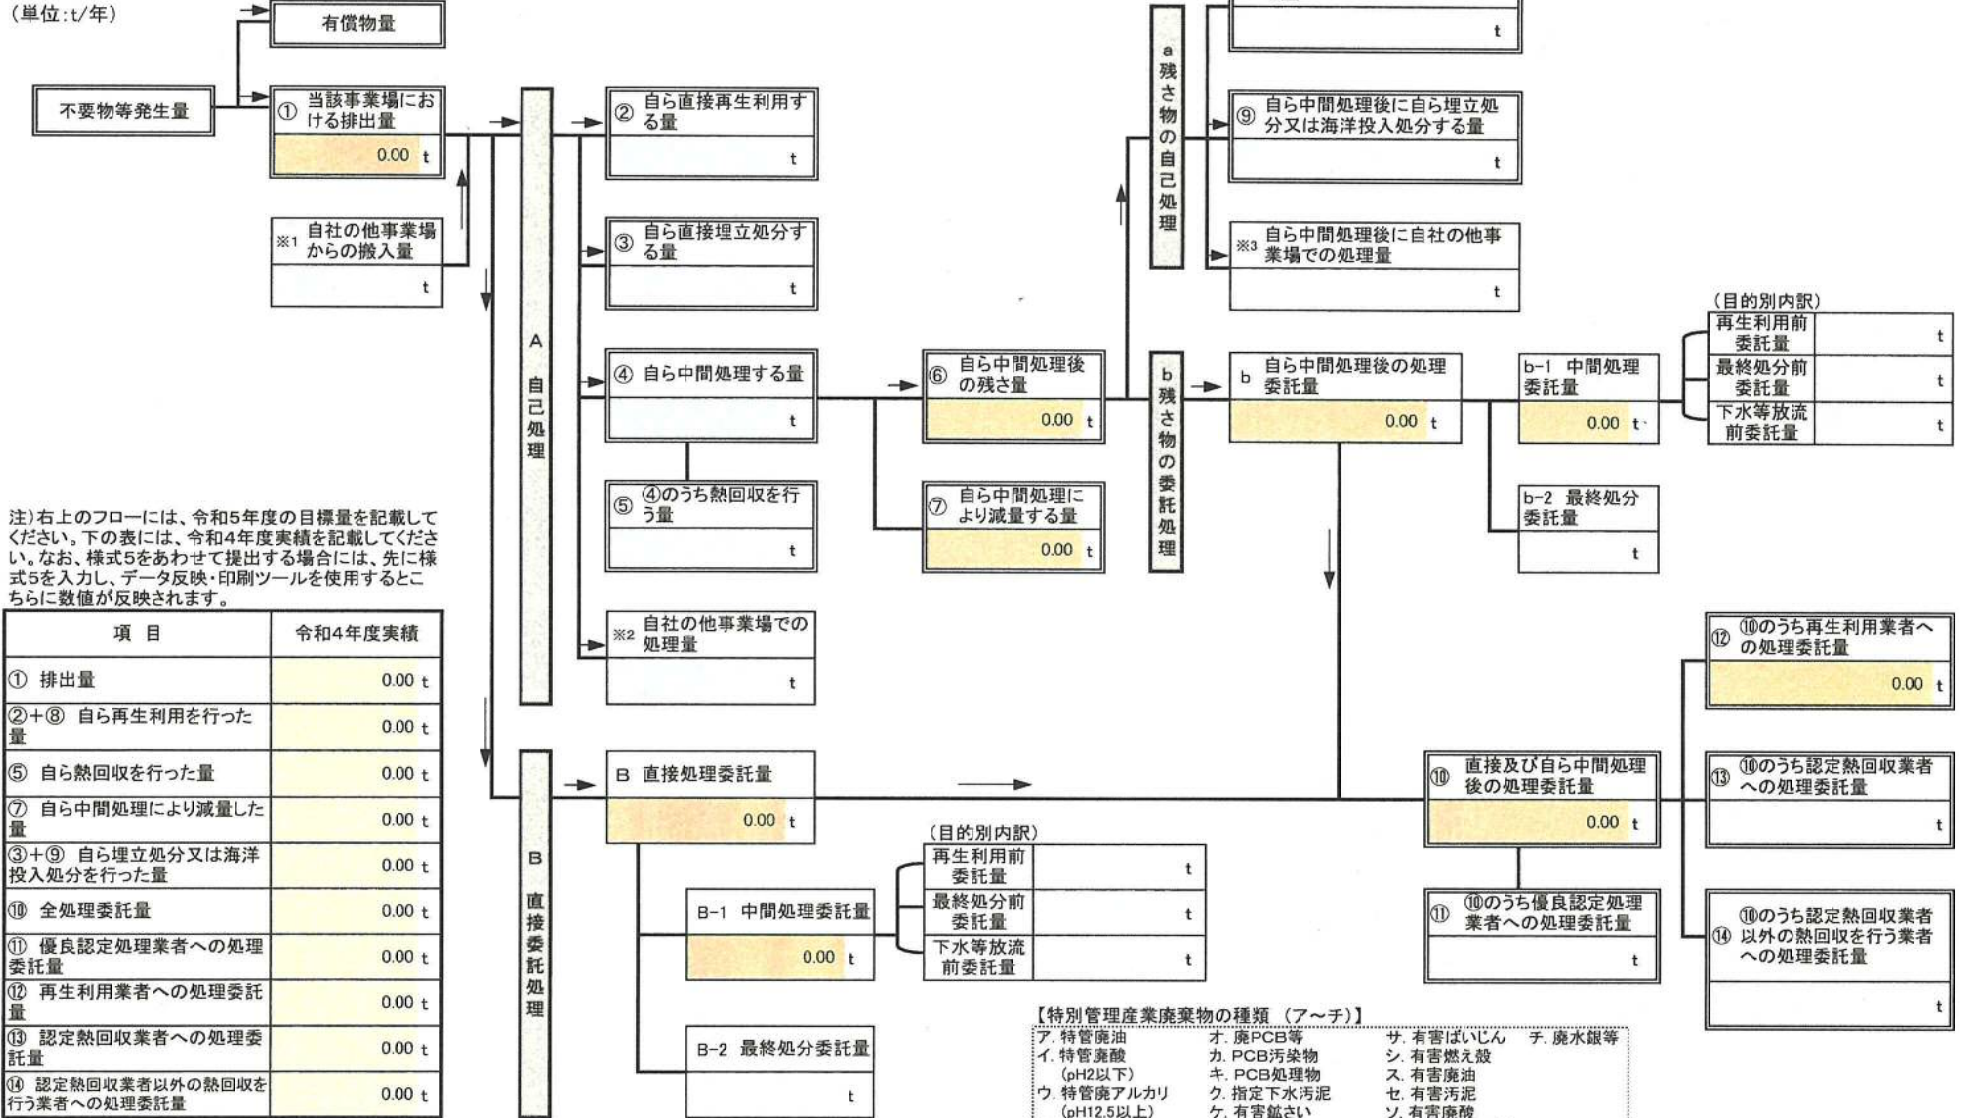 (単位:t/年)
有償物量
不要物等発生量
① 当該事業場にお
ける排出量
0.00 t
※1 自社の他事業場
からの搬入量
t
A 自己処理
② 自ら直接再生利用す
る量
t
③ 自ら直接埋立処分す
る量
t
④ 自ら中間処理する量
t
⑤ ④のうち熱回収を行
う量
t
※2 自社の他事業場での
処理量
t
⑥ 自ら中間処理後
の残さ量
0.00 t
⑦ 自ら中間処理に
より減量する量
0.00 t
a 残さ物の自己処理
t
⑨ 自ら中間処理後に自ら埋立処
分又は海洋投入処分する量
t
※3 自ら中間処理後に自社の他事
業場での処理量
t
b 残さ物の委託処理
b 自ら中間処理後の処理
委託量
0.00 t
b-1 中間処理
委託量
0.00 t
b-2 最終処分
委託量
t
(目的別内訳)
再生利用前
委託量
t
最終処分前
委託量
t
下水等放流
前委託量
t
注)右上のフローには、令和5年度の目標量を記載して
ください。下の表には、令和4年度実績を記載してくださ
い。なお、様式5をあわせて提出する場合には、先に様
式5を入力し、データ反映・印刷ツールを使用するとこ
ちらに数値が反映されます。
項 目 令和4年度実績
① 排出量 0.00 t
②+⑧ 自ら再生利用を行った
量 0.00 t
⑤ 自ら熱回収を行った量 0.00 t
⑦ 自ら中間処理により減量した
量 0.00 t
③+⑨ 自ら埋立処分又は海洋
投入処分を行った量 0.00 t
⑩ 全処理委託量 0.00 t
⑪ 優良認定処理業者への処理
委託量 0.00 t
⑫ 再生利用業者への処理委託
量 0.00 t
⑬ 認定熱回収業者への処理委
託量 0.00 t
⑭ 認定熱回収業者以外の熱回収を
行う業者への処理委託量 0.00 t
B 直接委託処理
B 直接処理委託量
0.00 t
B-1 中間処理委託量
0.00 t
B-2 最終処分委託量
t
(目的別内訳)
再生利用前
委託量
t
最終処分前
委託量
t
下水等放流
前委託量
t
⑩ 直接及び自ら中間処理
後の処理委託量
0.00 t
⑪ ⑩のうち優良認定処理
業者への処理委託量
t
⑫ ⑩のうち再生利用業者へ
の処理委託量
0.00 t
⑬ ⑩のうち認定熱回収業者
への処理委託量
t
⑭ ⑩のうち認定熱回収業者
以外の熱回収を行う業者
への処理委託量
t
【特別管理産業廃棄物の種類 (ア～チ)】
ア. 特管廃油 オ. 廃PCB等 サ. 有害ばいじん チ. 廃水銀等
イ. 特管廃酸 カ. PCB汚染物 シ. 有害燃え殻
(pH2以下) キ. PCB処理物 ス. 有害廃油
ウ. 特管廃アルカリ ク. 指定下水汚泥 セ. 有害汚泥
(pH12.5以上) ケ. 有害鉱さい ソ. 有害廃酸